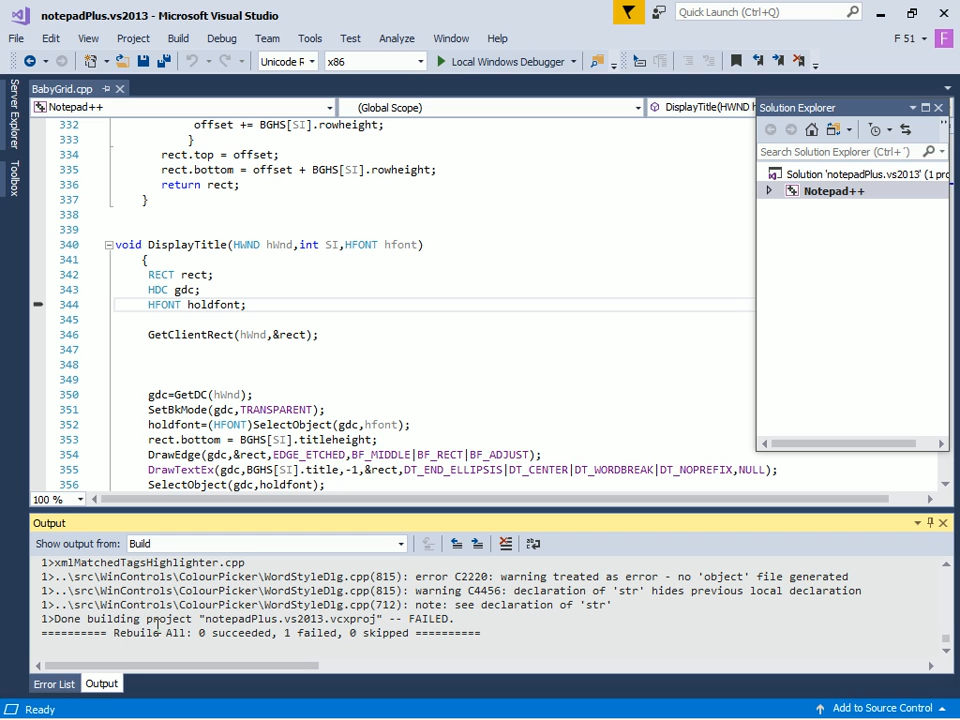 notepadPlus.vs2013 - Microsoft Visual Studio
Quick Launch (Ctrl+Q)
File Edit View Project Build Debug Team Tools Test Analyze Window Help
F 51 F
Unicode R x86 Local Windows Debugger
Server Explorer
Toolbox
BabyGrid.cpp
Notepad++ (Global Scope) DisplayTitle(HWND h
332 offset += BGHS[SI].rowheight;
333 }
334 rect.top = offset;
335 rect.bottom = offset + BGHS[SI].rowheight;
336 return rect;
337 }
338
339
340 void DisplayTitle(HWND hWnd,int SI,HFONT hfont)
341 {
342 RECT rect;
343 HDC gdc;
344 HFONT holdfont;
345
346 GetClientRect(hWnd,&rect);
347
348
349
350 gdc=GetDC(hWnd);
351 SetBkMode(gdc,TRANSPARENT);
352 holdfont=(HFONT)SelectObject(gdc,hfont);
353 rect.bottom = BGHS[SI].titleheight;
354 DrawEdge(gdc,&rect,EDGE_ETCHED,BF_MIDDLE|BF_RECT|BF_ADJUST);
355 DrawTextEx(gdc,BGHS[SI].title,-1,&rect,DT_END_ELLIPSIS|DT_CENTER|DT_WORDBREAK|DT_NOPREFIX,NULL);
356 SelectObject(gdc,holdfont);
100 %
Solution Explorer
Search Solution Explorer (Ctrl+´)
Solution 'notepadPlus.vs2013' (1 pro
Notepad++
Output
Show output from: Build
1>xmlMatchedTagsHighlighter.cpp
1>..\src\WinControls\ColourPicker\WordStyleDlg.cpp(815): error C2220: warning treated as error - no 'object' file generated
1>..\src\WinControls\ColourPicker\WordStyleDlg.cpp(815): warning C4456: declaration of 'str' hides previous local declaration
1>..\src\WinControls\ColourPicker\WordStyleDlg.cpp(712): note: see declaration of 'str'
1>Done building project "notepadPlus.vs2013.vcxproj" -- FAILED.
========== Rebuild All: 0 succeeded, 1 failed, 0 skipped ==========
Error List Output
Ready Add to Source Control